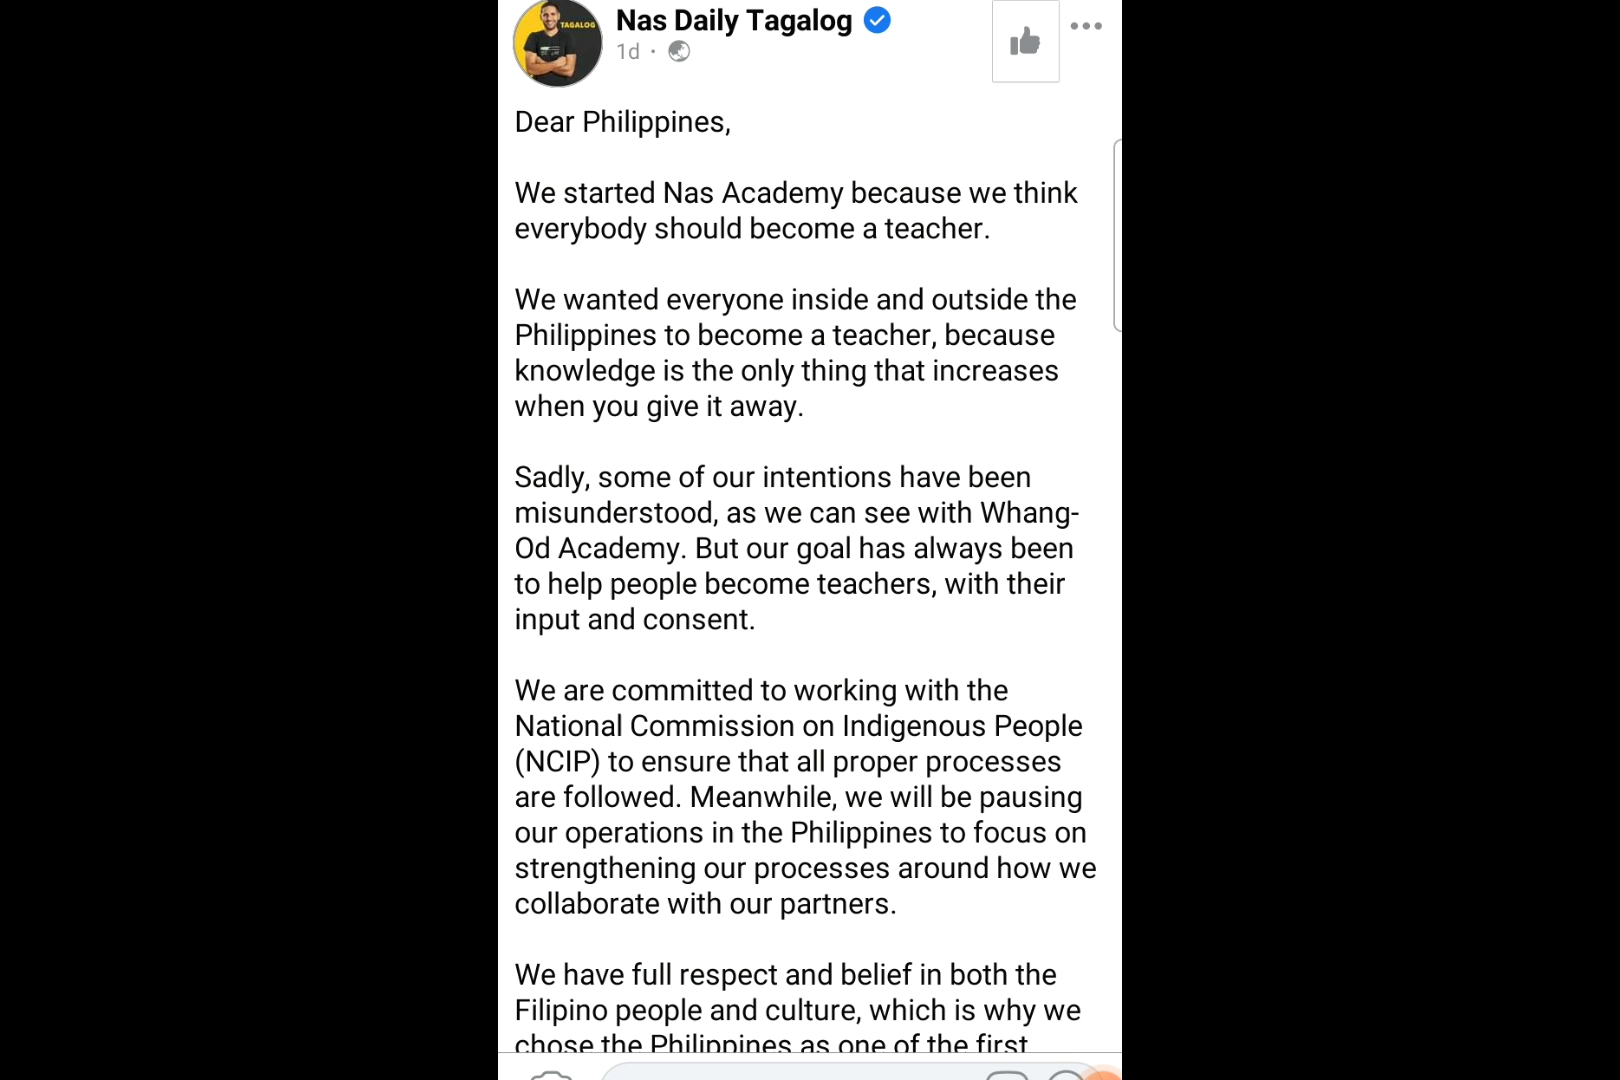 TAGALOG
Nas Daily Tagalog
1d ·
Dear Philippines,
We started Nas Academy because we think
everybody should become a teacher.
We wanted everyone inside and outside the
Philippines to become a teacher, because
knowledge is the only thing that increases
when you give it away.
Sadly, some of our intentions have been
misunderstood, as we can see with Whang-
Od Academy. But our goal has always been
to help people become teachers, with their
input and consent.
We are committed to working with the
National Commission on Indigenous People
(NCIP) to ensure that all proper processes
are followed. Meanwhile, we will be pausing
our operations in the Philippines to focus on
strengthening our processes around how we
collaborate with our partners.
We have full respect and belief in both the
Filipino people and culture, which is why we
chose the Philippines as one of the first